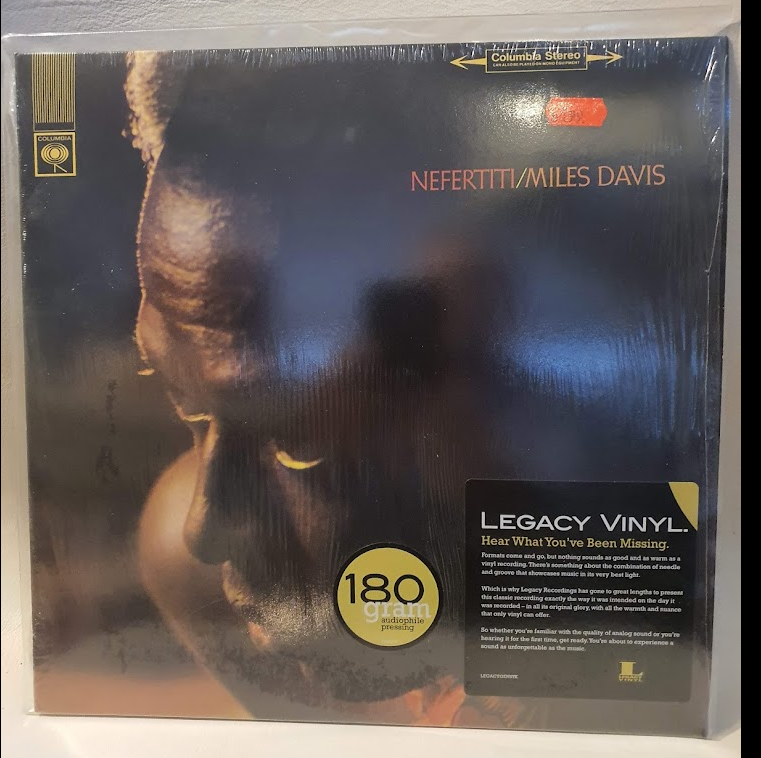 Columbia Stereo
CAN ALSO BE PLAYED ON MONO EQUIPMENT
COLUMBIA
NEFERTITI/MILES DAVIS
LEGACY VINYL.
Hear What You've Been Missing.
Formats come and go, but nothing sounds as good and as warm as a
vinyl recording. There's something about the combination of needle
and groove that showcases music in its very best light.
Which is why Legacy Recordings has gone to great lengths to present
this classic recording exactly the way it was intended on the day it
was recorded – in all its original glory, with all the warmth and nuance
that only vinyl can offer.
So whether you're familiar with the quality of analog sound or you're
hearing it for the first time, get ready. You're about to experience a
sound as unforgettable as the music.
180
gram
audiophile
pressing
L
LEGACY
VINYL